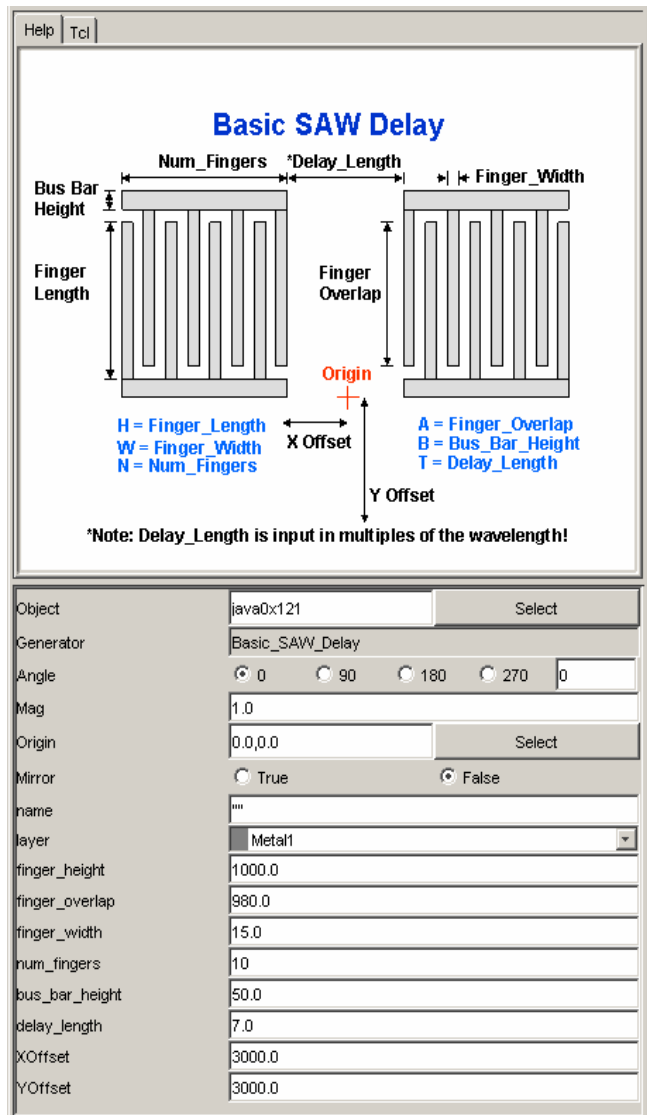 Help Tcl
Basic SAW Delay
Num_Fingers *Delay_Length
Finger_Width
Bus Bar
Height
Finger
Length
Finger
Overlap
Origin
H = Finger_Length
W = Finger_Width
N = Num_Fingers
X Offset
A = Finger_Overlap
B = Bus_Bar_Height
T = Delay_Length
Y Offset
*Note: Delay_Length is input in multiples of the wavelength!
Object java0x121 Select
Generator Basic_SAW_Delay
Angle 0 90 180 270 0
Mag 1.0
Origin 0.0,0.0 Select
Mirror True False
name ""
layer Metal1
finger_height 1000.0
finger_overlap 980.0
finger_width 15.0
num_fingers 10
bus_bar_height 50.0
delay_length 7.0
XOffset 3000.0
YOffset 3000.0